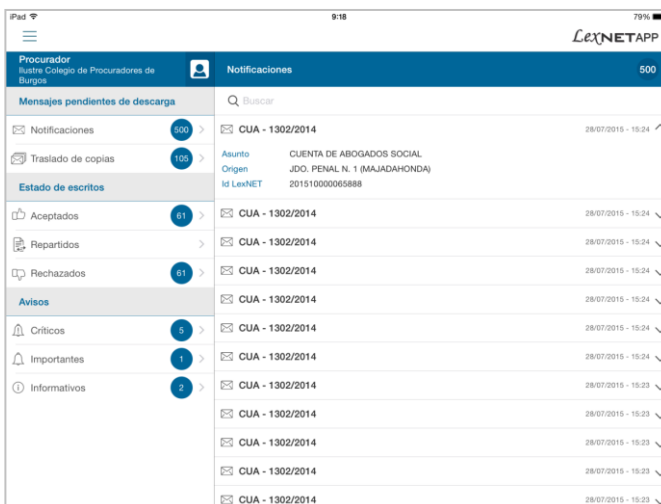 iPad 9:18 79%
LexNETAPP
Procurador
Ilustre Colegio de Procuradores de
Burgos
Notificaciones 500
Mensajes pendientes de descarga
Notificaciones 500
Traslado de copias 105
Estado de escritos
Aceptados 61
Repartidos
Rechazados 61
Avisos
Críticos 5
Importantes 1
Informativos 2
Buscar
CUA - 1302/2014 28/07/2015 - 15:24
Asunto CUENTA DE ABOGADOS SOCIAL
Origen JDO. PENAL N. 1 (MAJADAHONDA)
Id LexNET 201510000065888
CUA - 1302/2014 28/07/2015 - 15:24
CUA - 1302/2014 28/07/2015 - 15:24
CUA - 1302/2014 28/07/2015 - 15:24
CUA - 1302/2014 28/07/2015 - 15:24
CUA - 1302/2014 28/07/2015 - 15:24
CUA - 1302/2014 28/07/2015 - 15:24
CUA - 1302/2014 28/07/2015 - 15:23
CUA - 1302/2014 28/07/2015 - 15:23
CUA - 1302/2014 28/07/2015 - 15:23
CUA - 1302/2014 28/07/2015 - 15:23
CUA - 1302/2014 28/07/2015 - 15:23